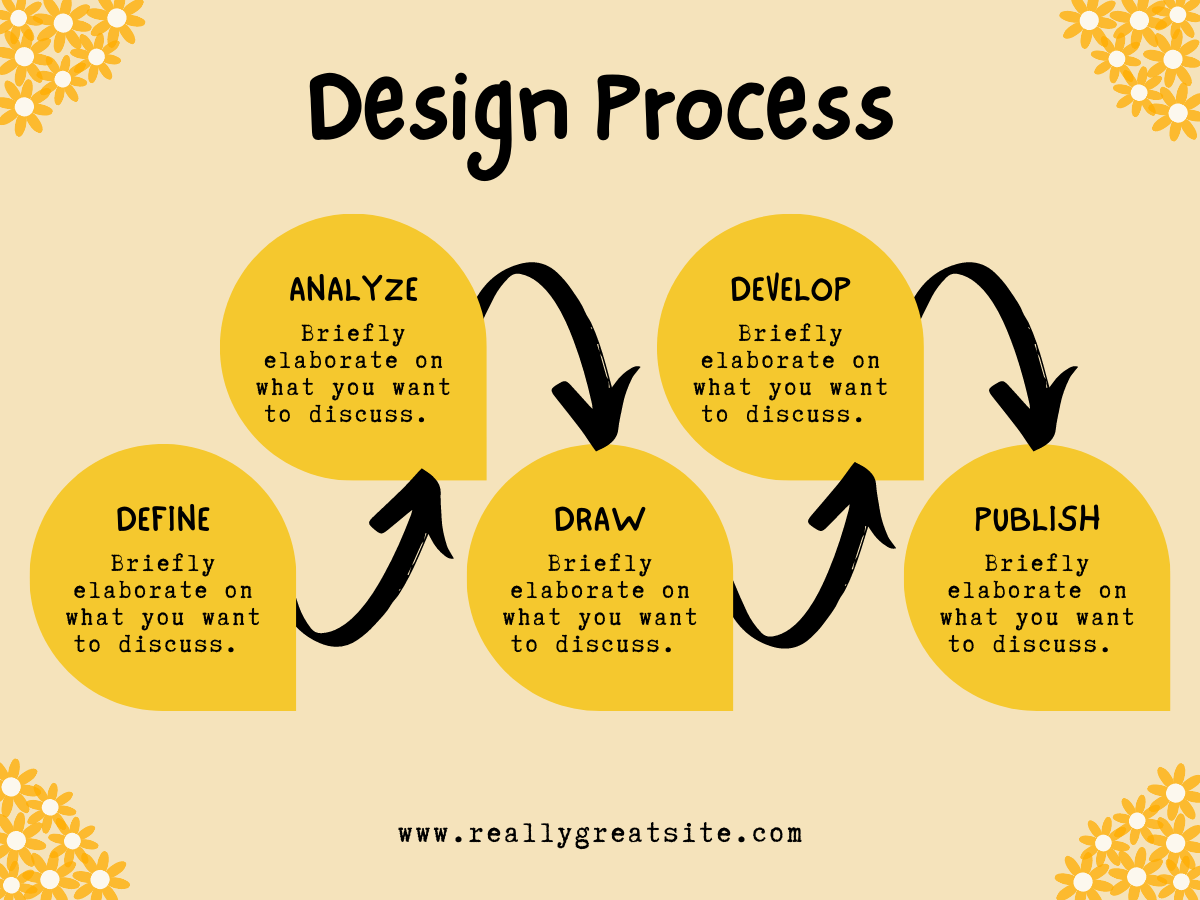 Design Process
DEFINE
Briefly
elaborate on
what you want
to discuss.
ANALYZE
Briefly
elaborate on
what you want
to discuss.
DRAW
Briefly
elaborate on
what you want
to discuss.
DEVELOP
Briefly
elaborate on
what you want
to discuss.
PUBLISH
Briefly
elaborate on
what you want
to discuss.
www.reallygreatsite.com